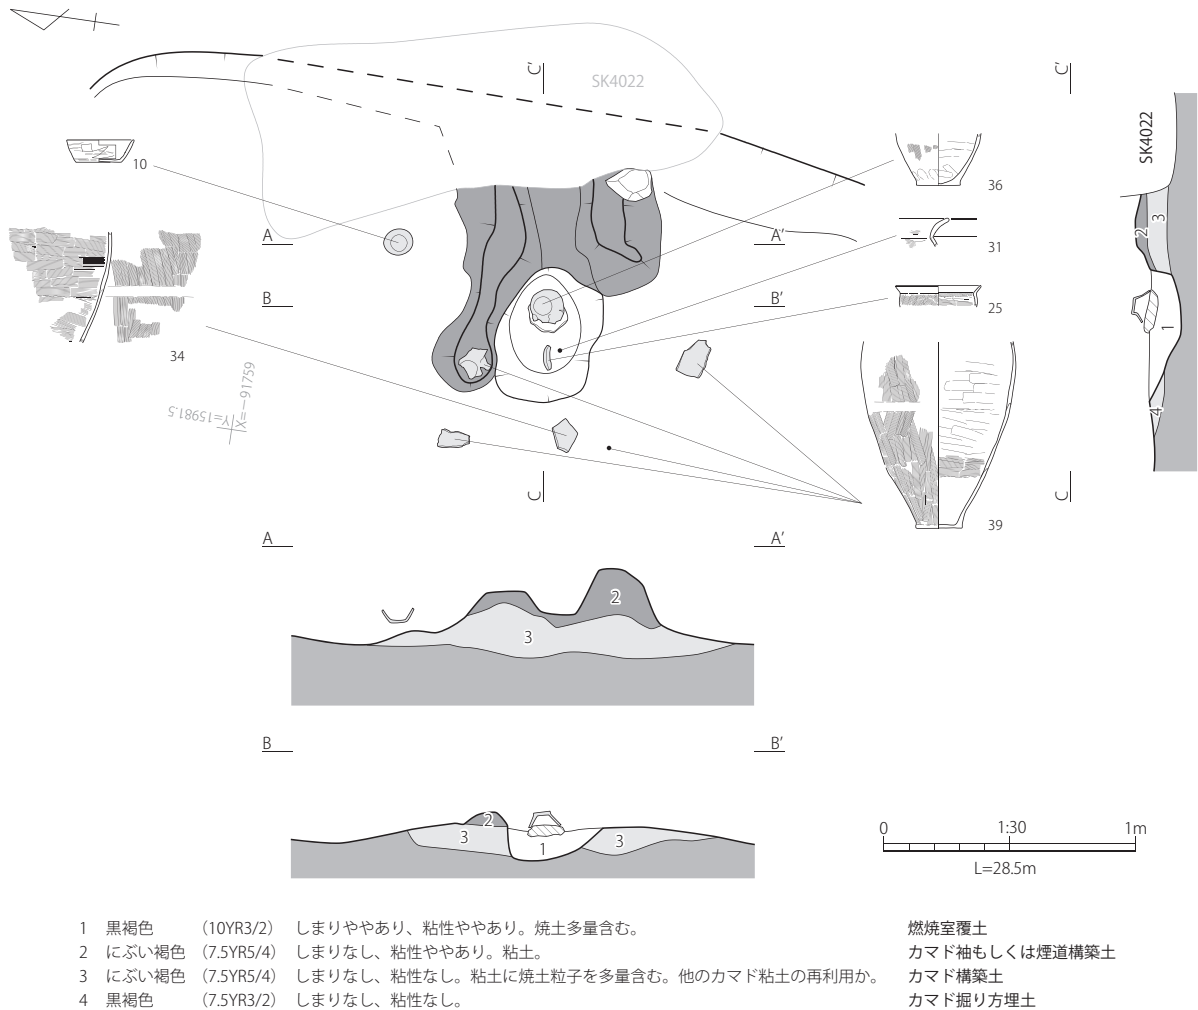 C'
SK4022
C'
SK4022
10
36
A
A'
31
2
3
B
B'
25
1
34
X=−91759
Y=15981.5
4
C
C
39
A
A'
2
3
B
B'
2
3
1
3
0
1:30
1m
L=28.5m
1 黒褐色 （10YR3/2） しまりややあり、粘性ややあり。焼土多量含む。 燃焼室覆土
2 にぶい褐色 （7.5YR5/4） しまりなし、粘性ややあり。粘土。 カマド袖もしくは煙道構築土
3 にぶい褐色 （7.5YR5/4） しまりなし、粘性なし。粘土に焼土粒子を多量含む。他のカマド粘土の再利用か。 カマド構築土
4 黒褐色 （7.5YR3/2） しまりなし、粘性なし。 カマド掘り方埋土